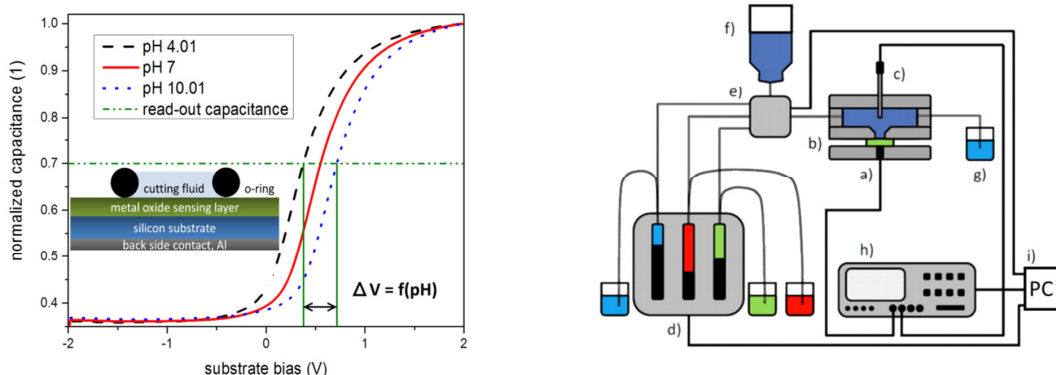 normalized capacitance (1)
1.0
0.9
0.8
0.7
0.6
0.5
0.4
pH 4.01
pH 7
pH 10.01
read-out capacitance
cutting fluid
o-ring
metal oxide sensing layer
silicon substrate
back side contact, Al
Δ V = f(pH)
-2
-1
0
1
2
substrate bias (V)
f)
e)
c)
b)
a)
g)
d)
h)
i)
PC